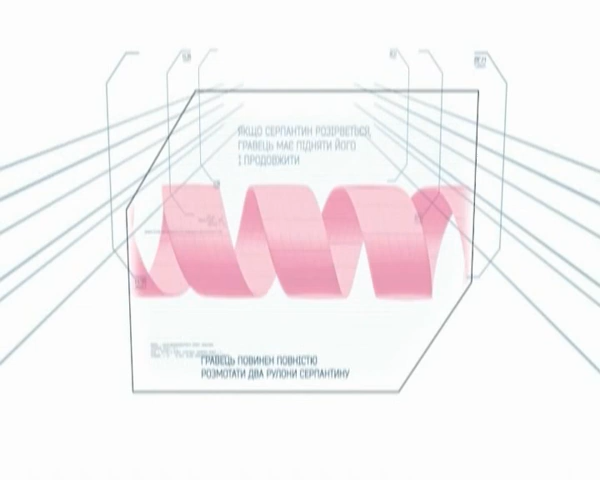 ЯКЩО СЕРПАНТИН РОЗІРВЕТЬСЯ,
ГРАВЕЦЬ МАЄ ПІДНЯТИ ЙОГО
І ПРОДОВЖИТИ
ГРАВЕЦЬ ПОВИНЕН ПОВНІСТЮ
РОЗМОТАТИ ДВА РУЛОНИ СЕРПАНТИНУ